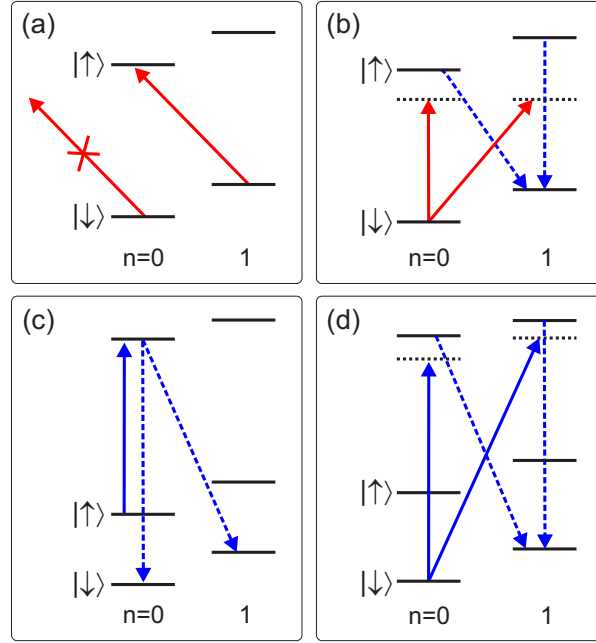 (a)
|↑⟩
|↓⟩
n=0 1
(b)
|↑⟩
|↓⟩
n=0 1
(c)
|↑⟩
|↓⟩
n=0 1
(d)
|↑⟩
|↓⟩
n=0 1